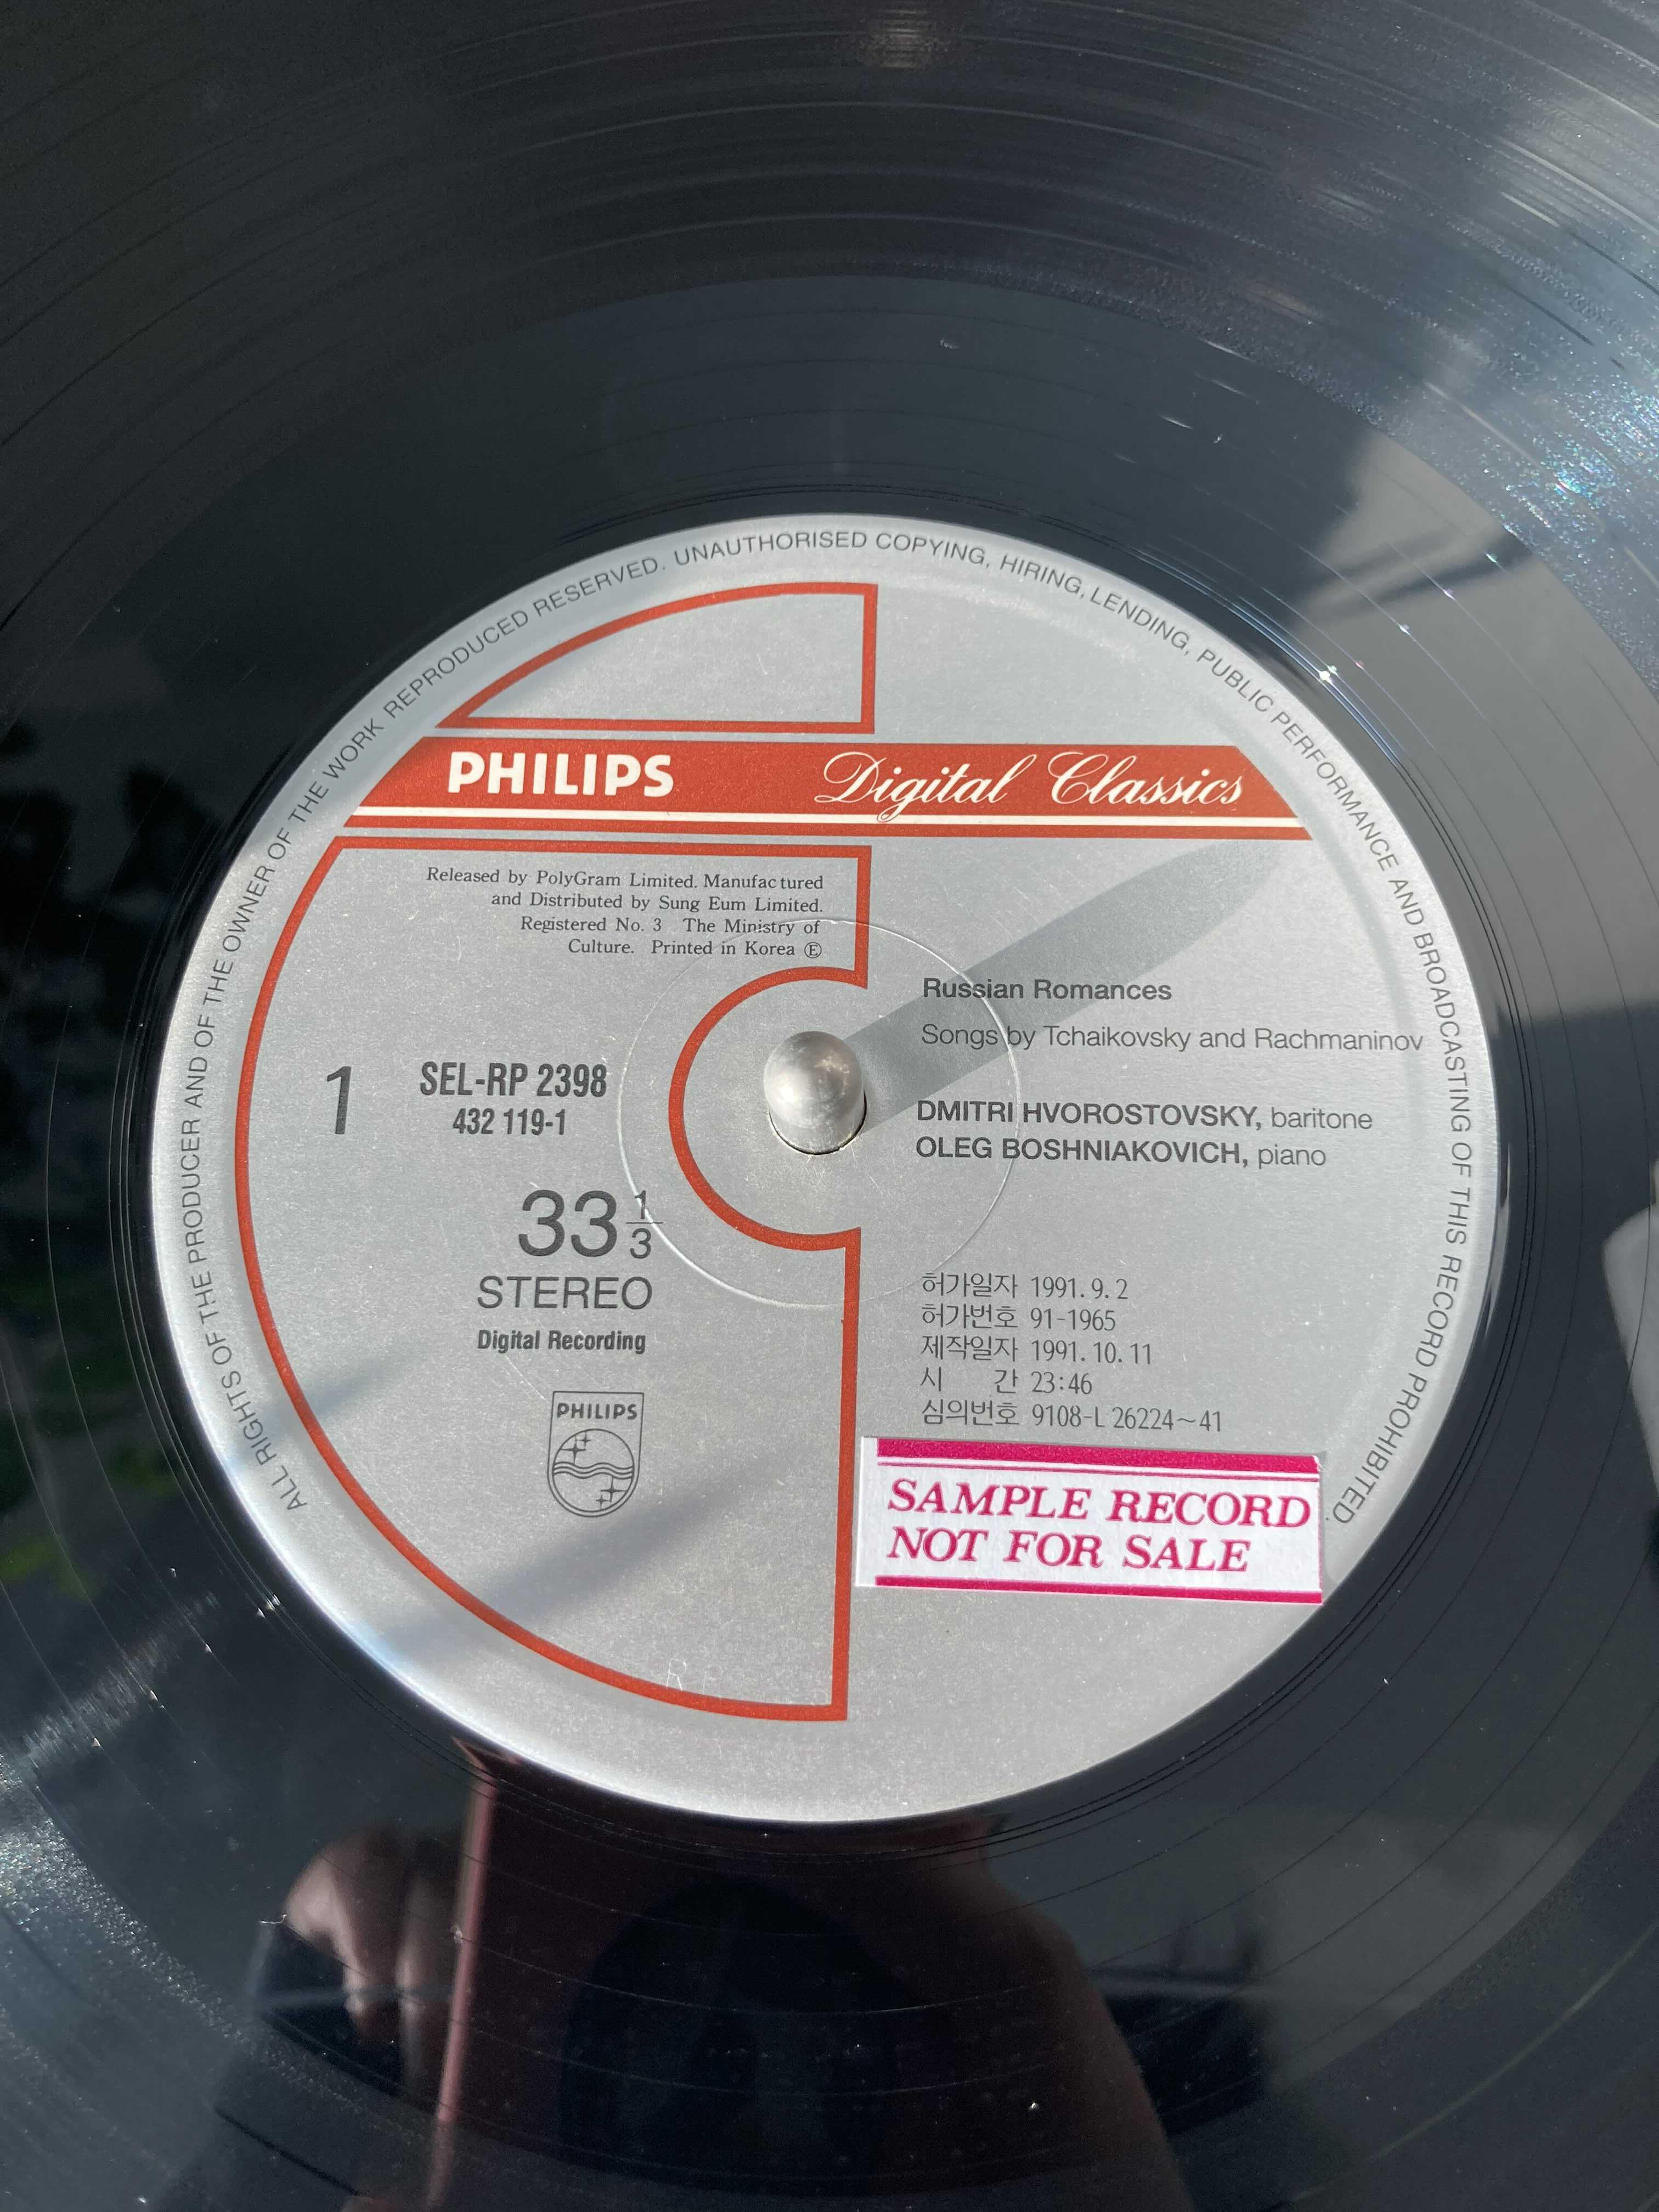 ALL RIGHTS OF THE PRODUCER AND OF THE OWNER OF THE WORK REPRODUCED RESERVED. UNAUTHORISED COPYING, HIRING, LENDING, PUBLIC PERFORMANCE AND BROADCASTING OF THIS RECORD PROHIBITED.
PHILIPS Digital Classics
Released by PolyGram Limited. Manufactured
and Distributed by Sung Eum Limited.
Registered No. 3 The Ministry of
Culture. Printed in Korea Ⓔ
1
SEL-RP 2398
432 119-1
33 1/3
STEREO
Digital Recording
PHILIPS
Russian Romances
Songs by Tchaikovsky and Rachmaninov
DMITRI HVOROSTOVSKY, baritone
OLEG BOSHNIAKOVICH, piano
허가일자 1991. 9. 2
허가번호 91-1965
제작일자 1991. 10. 11
시 간 23:46
심의번호 9108-L 26224~41
SAMPLE RECORD
NOT FOR SALE